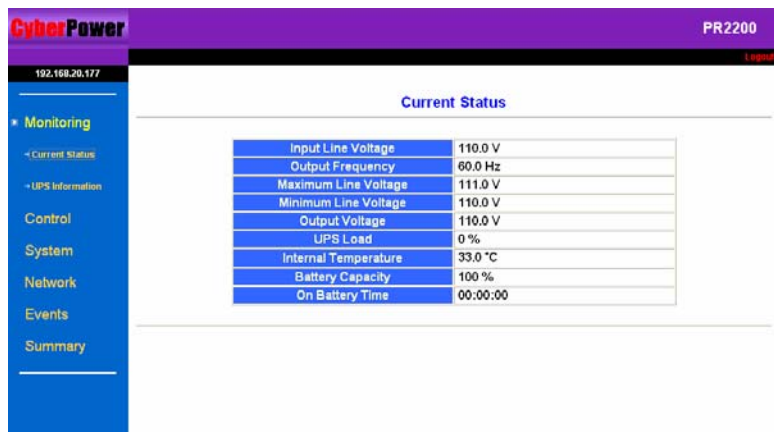 CyberPower
PR2200
Logout
192.168.20.177
Current Status
Monitoring
Current Status
UPS Information
Control
System
Network
Events
Summary
Input Line Voltage 110.0 V
Output Frequency 60.0 Hz
Maximum Line Voltage 111.0 V
Minimum Line Voltage 110.0 V
Output Voltage 110.0 V
UPS Load 0 %
Internal Temperature 33.0 °C
Battery Capacity 100 %
On Battery Time 00:00:00